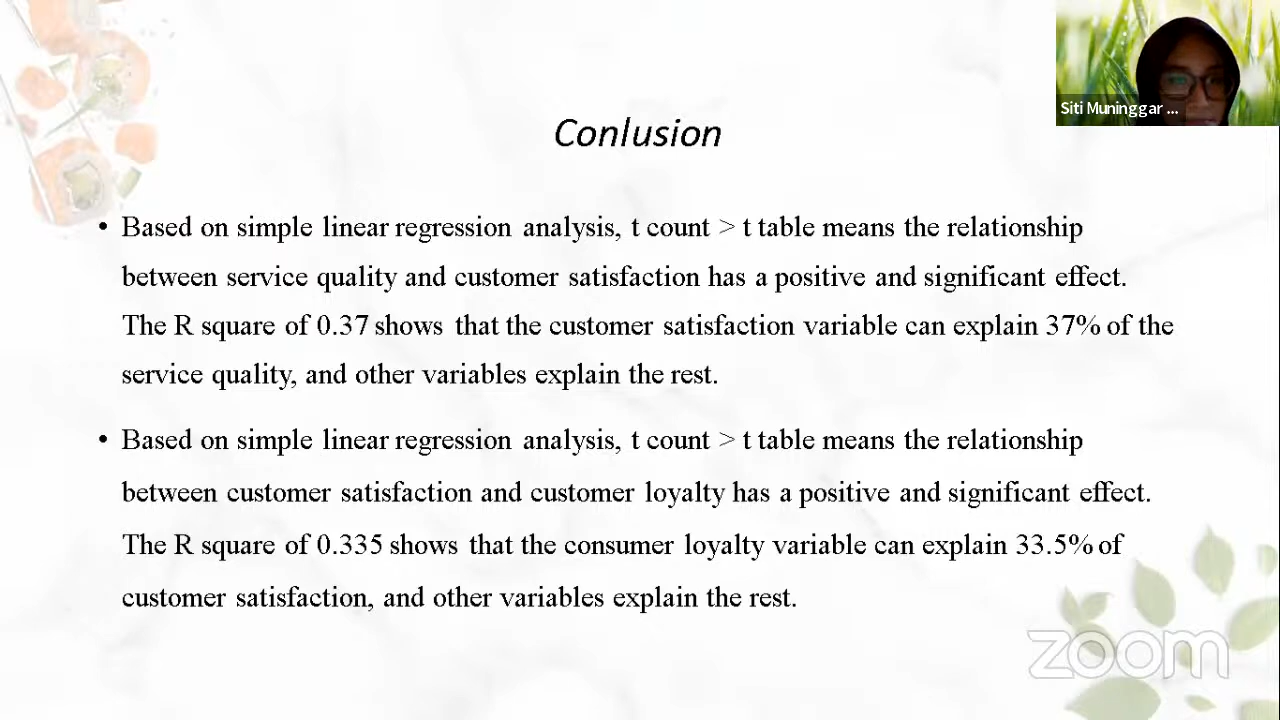 Siti Muninggar ...
Conlusion
• Based on simple linear regression analysis, t count > t table means the relationship
between service quality and customer satisfaction has a positive and significant effect.
The R square of 0.37 shows that the customer satisfaction variable can explain 37% of the
service quality, and other variables explain the rest.
• Based on simple linear regression analysis, t count > t table means the relationship
between customer satisfaction and customer loyalty has a positive and significant effect.
The R square of 0.335 shows that the consumer loyalty variable can explain 33.5% of
customer satisfaction, and other variables explain the rest.
zoom